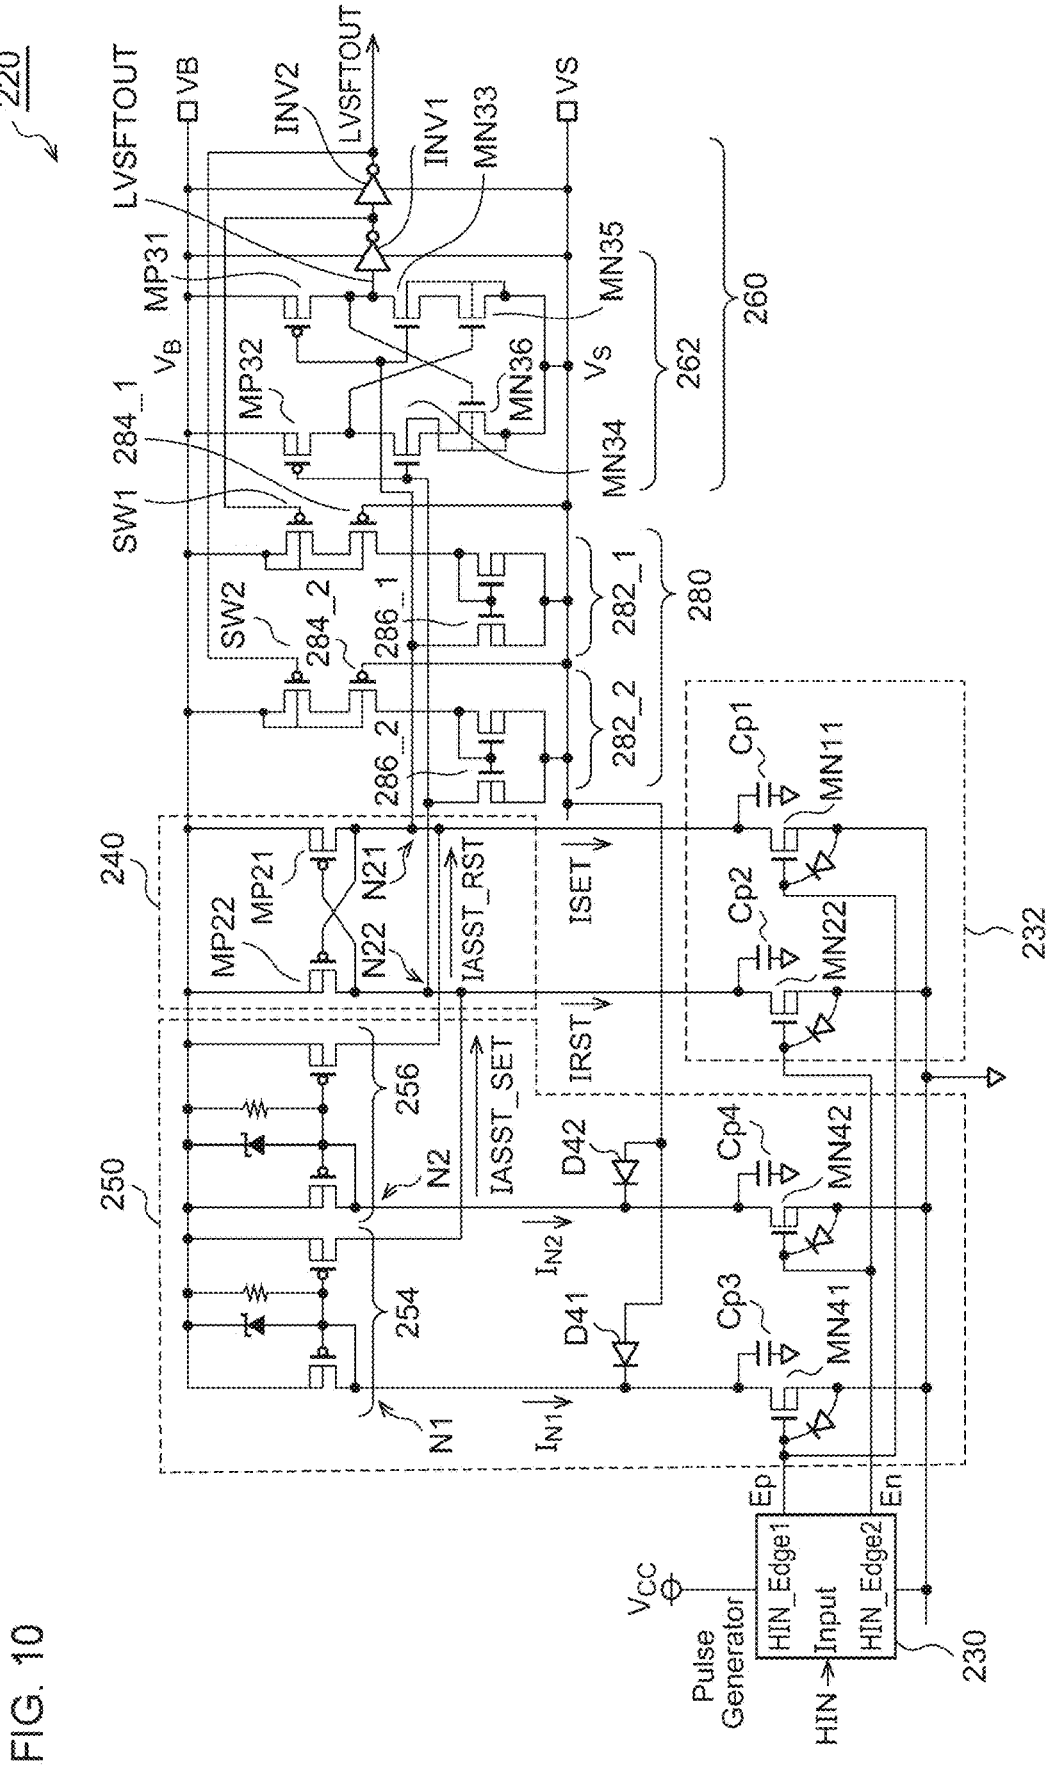 FIG. 10
220
HIN
Pulse
Generator
VCC
HIN_Edge1
Input
HIN_Edge2
230
Ep
En
250
254
256
N1
N2
IN1
IN2
D41
D42
Cp3
Cp4
MN41
MN42
IASST_SET
IASST_RST
240
MP22
MP21
N22
N21
IRST
ISET
Cp2
Cp1
MN22
MN11
232
SW2
284_2
286_2
282_2
SW1
284_1
286_1
282_1
280
VB
MP32
MP31
MN34
MN36
MN35
MN33
VS
262
260
LVSFTOUT
INV1
INV2
LVSFTOUT
VB
VS